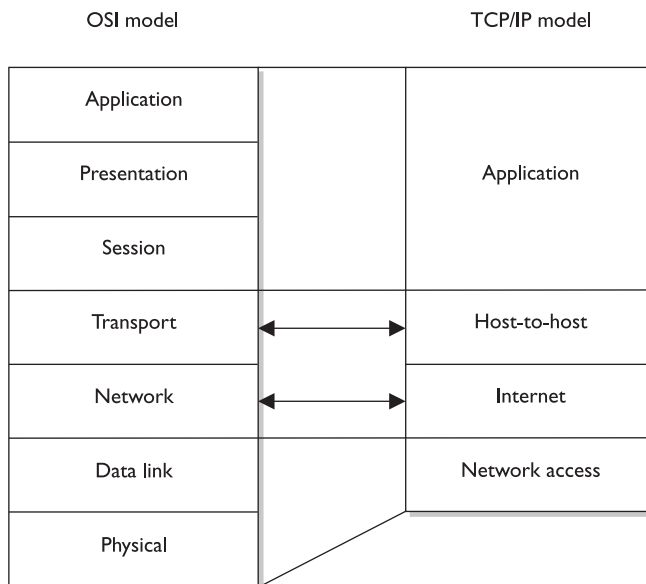 OSI model
TCP/IP model
Application
Presentation
Application
Session
Transport
Host-to-host
Network
Internet
Data link
Network access
Physical